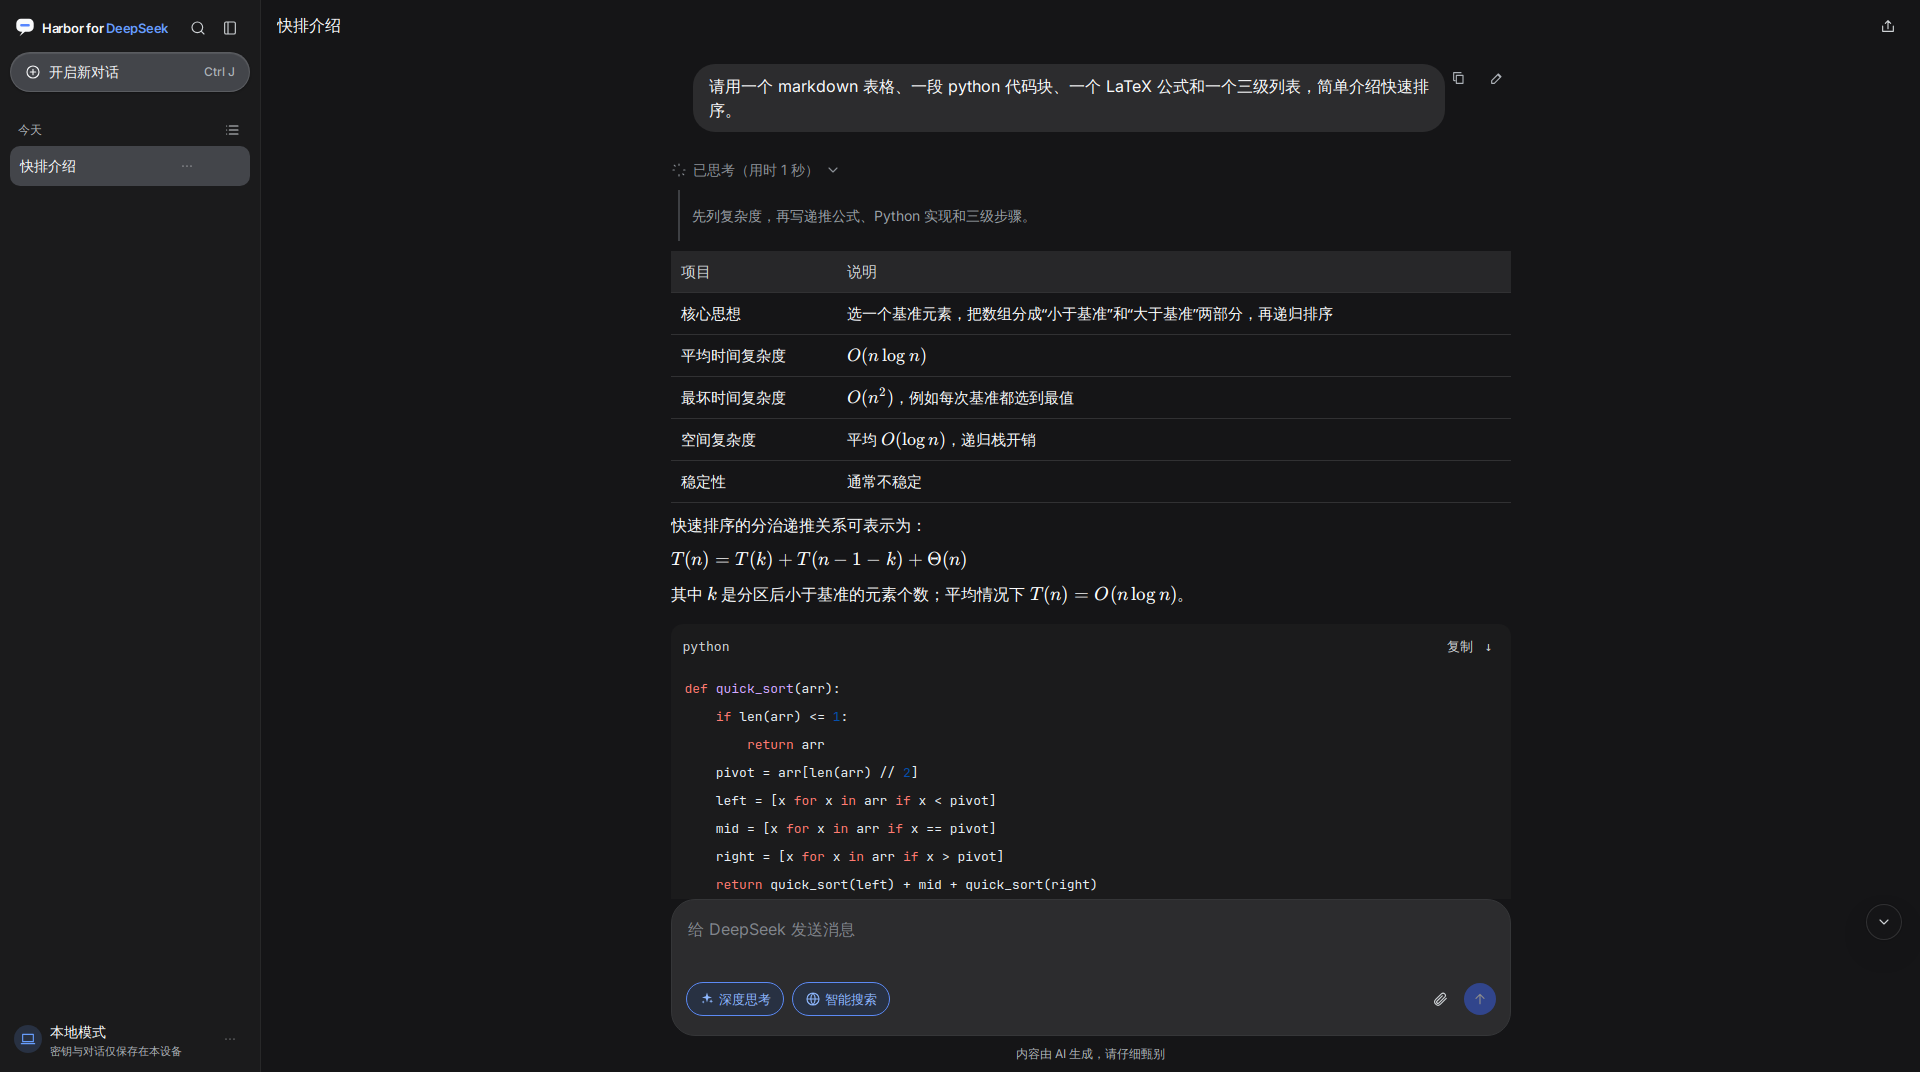 Harbor for DeepSeek
开启新对话 Ctrl J
今天
快排介绍
本地模式
密钥与对话仅保存在本设备
快排介绍
请用一个 markdown 表格、一段 python 代码块、一个 LaTeX 公式和一个三级列表，简单介绍快速排
序。
已思考（用时 1 秒）
先列复杂度，再写递推公式、Python 实现和三级步骤。
项目 说明
核心思想 选一个基准元素，把数组分成“小于基准”和“大于基准”两部分，再递归排序
平均时间复杂度 O(n log n)
最坏时间复杂度 O(n²)，例如每次基准都选到最值
空间复杂度 平均 O(log n)，递归栈开销
稳定性 通常不稳定
快速排序的分治递推关系可表示为：
T(n) = T(k) + T(n − 1 − k) + Θ(n)
其中 k 是分区后小于基准的元素个数；平均情况下 T(n) = O(n log n)。
python 复制 ↓
def quick_sort(arr):
    if len(arr) <= 1:
        return arr
    pivot = arr[len(arr) // 2]
    left = [x for x in arr if x < pivot]
    mid = [x for x in arr if x == pivot]
    right = [x for x in arr if x > pivot]
    return quick_sort(left) + mid + quick_sort(right)
给 DeepSeek 发送消息
深度思考 智能搜索
内容由 AI 生成，请仔细甄别